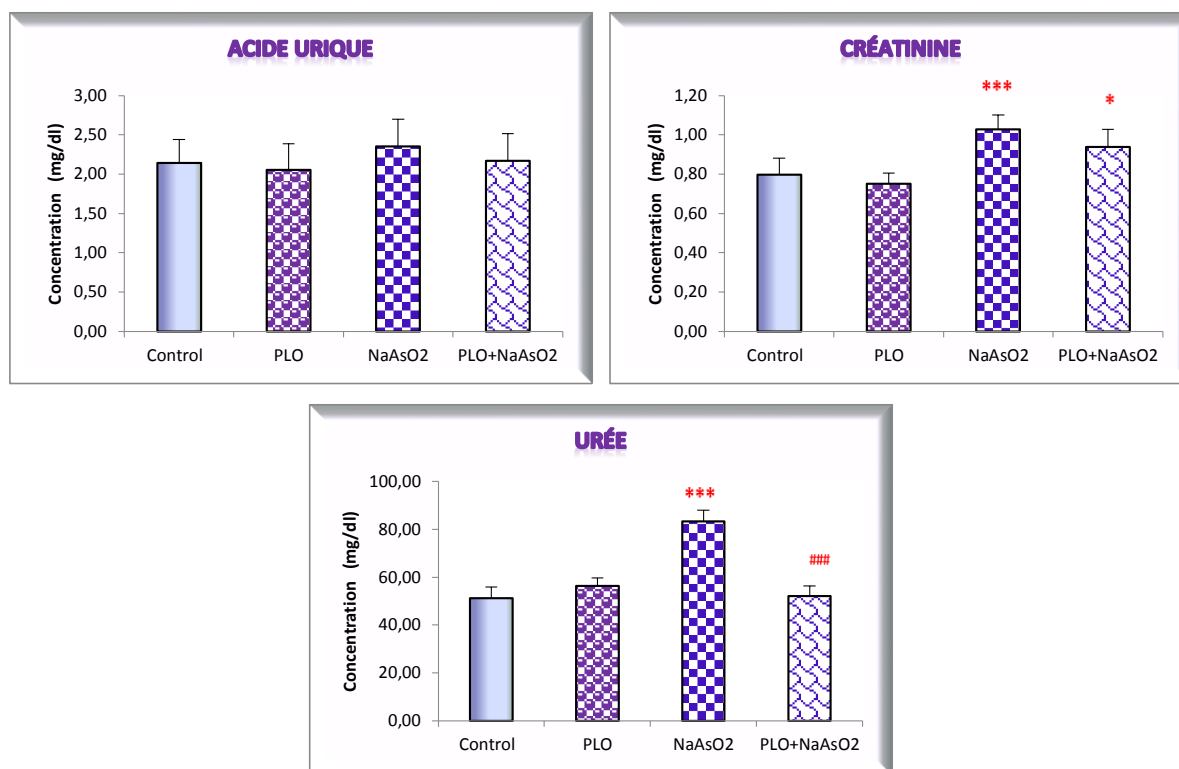 ACIDE URIQUE
Concentration (mg/dl)
3,00
2,50
2,00
1,50
1,00
0,50
0,00
Control PLO NaAsO2 PLO+NaAsO2
CRÉATININE
Concentration (mg/dl)
1,20
1,00
0,80
0,60
0,40
0,20
0,00
***
*
Control PLO NaAsO2 PLO+NaAsO2
URÉE
Concentration (mg/dl)
100,00
80,00
60,00
40,00
20,00
0,00
***
###
Control PLO NaAsO2 PLO+NaAsO2